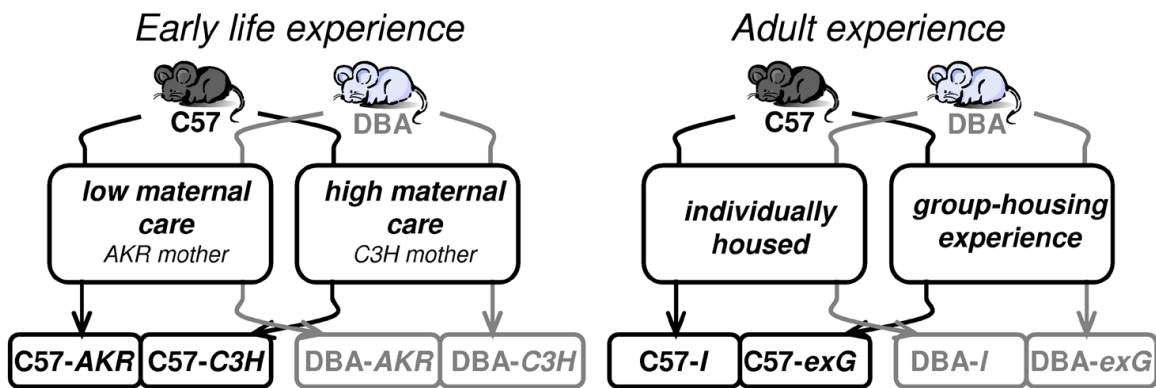 Early life experience
C57
DBA
low maternal
care
AKR mother
high maternal
care
C3H mother
C57-AKR
C57-C3H
DBA-AKR
DBA-C3H
Adult experience
C57
DBA
individually
housed
group-housing
experience
C57-I
C57-exG
DBA-I
DBA-exG